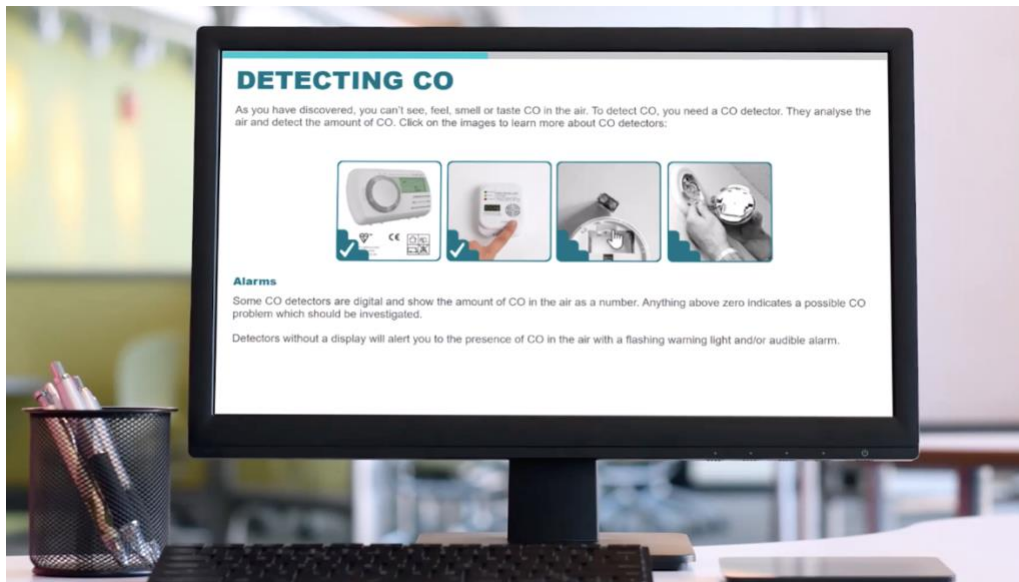 DETECTING CO
As you have discovered, you can't see, feel, smell or taste CO in the air. To detect CO, you need a CO detector. They analyse the
air and detect the amount of CO. Click on the images to learn more about CO detectors:
CE
Alarms
Some CO detectors are digital and show the amount of CO in the air as a number. Anything above zero indicates a possible CO
problem which should be investigated.
Detectors without a display will alert you to the presence of CO in the air with a flashing warning light and/or audible alarm.